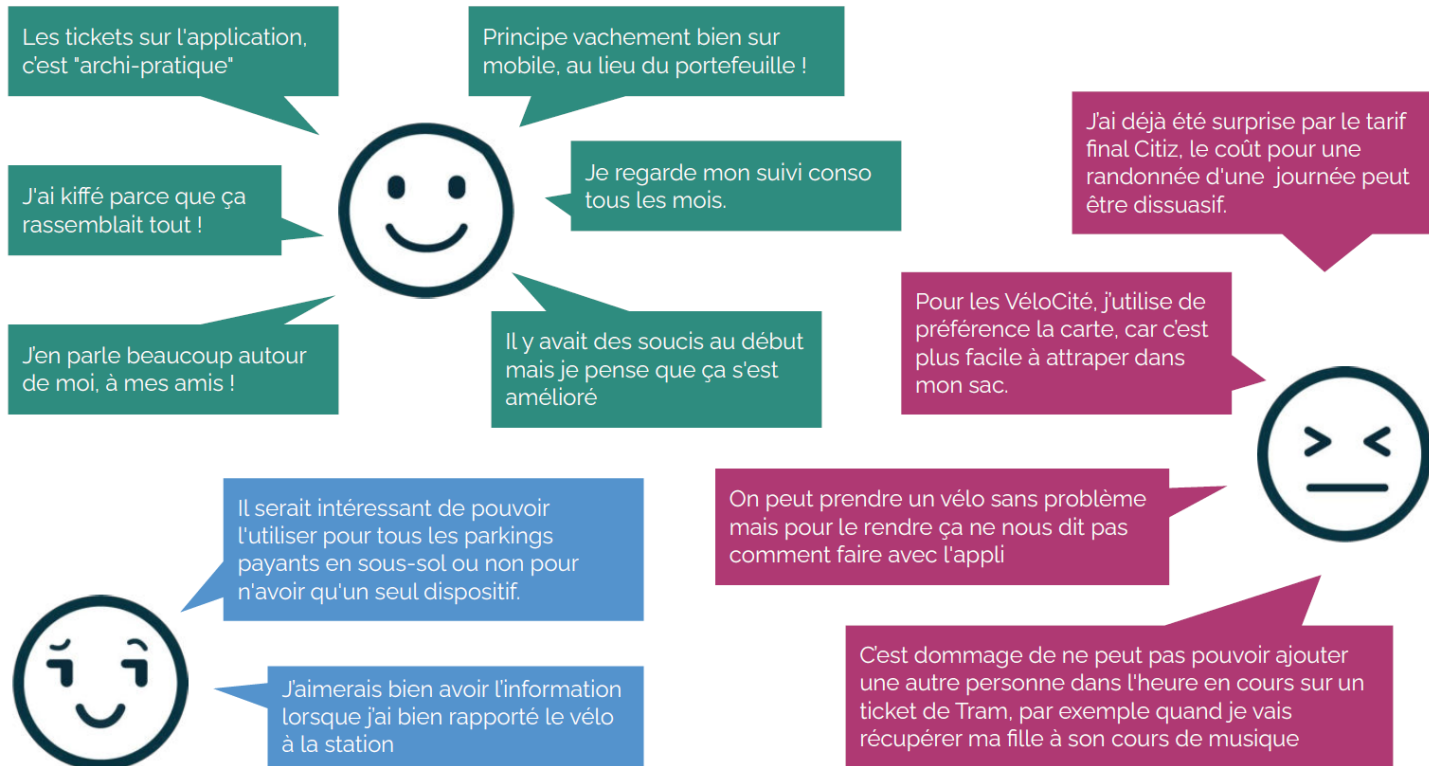 Les tickets sur l'application,
c'est "archi-pratique"
Principe vachement bien sur
mobile, au lieu du portefeuille !
J'ai kiffé parce que ça
rassemblait tout !
Je regarde mon suivi conso
tous les mois.
J'en parle beaucoup autour
de moi, à mes amis !
Il y avait des soucis au début
mais je pense que ça s'est
amélioré
J'ai déjà été surprise par le tarif
final Citiz, le coût pour une
randonnée d'une journée peut
être dissuasif.
Pour les VéloCité, j'utilise de
préférence la carte, car c'est
plus facile à attraper dans
mon sac.
On peut prendre un vélo sans problème
mais pour le rendre ça ne nous dit pas
comment faire avec l'appli
C'est dommage de ne peut pas pouvoir ajouter
une autre personne dans l'heure en cours sur un
ticket de Tram, par exemple quand je vais
récupérer ma fille à son cours de musique
Il serait intéressant de pouvoir
l'utiliser pour tous les parkings
payants en sous-sol ou non pour
n'avoir qu'un seul dispositif.
J'aimerais bien avoir l'information
lorsque j'ai bien rapporté le vélo
à la station